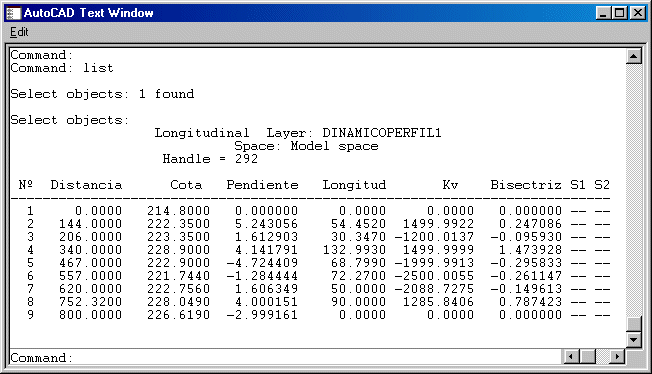 AutoCAD Text Window
Edit
Command:
Command: list
Select objects: 1 found
Select objects:
Longitudinal Layer: DINAMICOPERFIL1
Space: Model space
Handle = 292
Nº Distancia Cota Pendiente Longitud Kv Bisectriz S1 S2
1 0.0000 214.8000 0.000000 0.0000 0.0000 0.000000 -- --
2 144.0000 222.3500 5.243056 54.4520 1499.9922 0.247086 -- --
3 206.0000 223.3500 1.612903 30.3470 -1200.0137 -0.095930 -- --
4 340.0000 228.9000 4.141791 132.9930 1499.9999 1.473928 -- --
5 467.0000 222.9000 -4.724409 68.7990 -1999.9913 -0.295833 -- --
6 557.0000 221.7440 -1.284444 72.2700 -2500.0055 -0.261147 -- --
7 620.0000 222.7560 1.606349 50.0000 -2088.7275 -0.149613 -- --
8 752.3200 228.0490 4.000151 90.0000 1285.8406 0.787423 -- --
9 800.0000 226.6190 -2.999161 0.0000 0.0000 0.000000 -- --
Command: